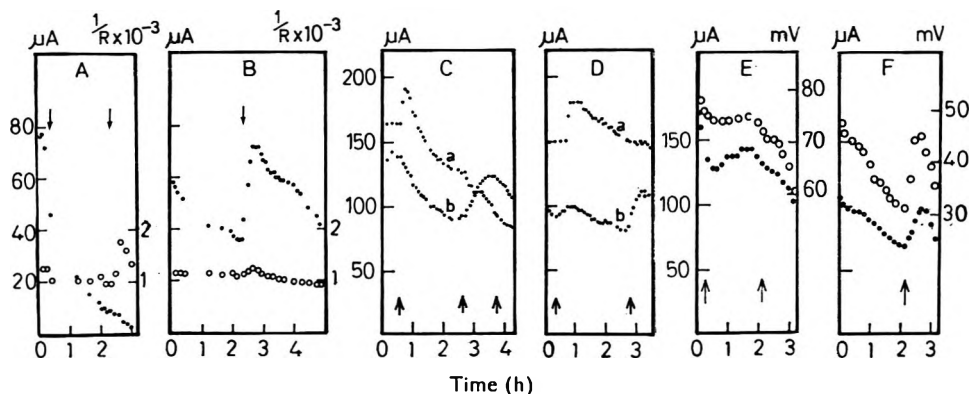 μA 1/R x10⁻³ μA 1/R x10⁻³ μA μA μA mV μA mV
A B C D E F
200 80 50
80 150 150 70 40
60 a a 60
40 2 2 100 b b 100 30
20 1 1 50 50
0 1 2 3 0 1 2 3 4 0 1 2 3 4 0 1 2 3 0 1 2 3 0 1 2 3
Time (h)